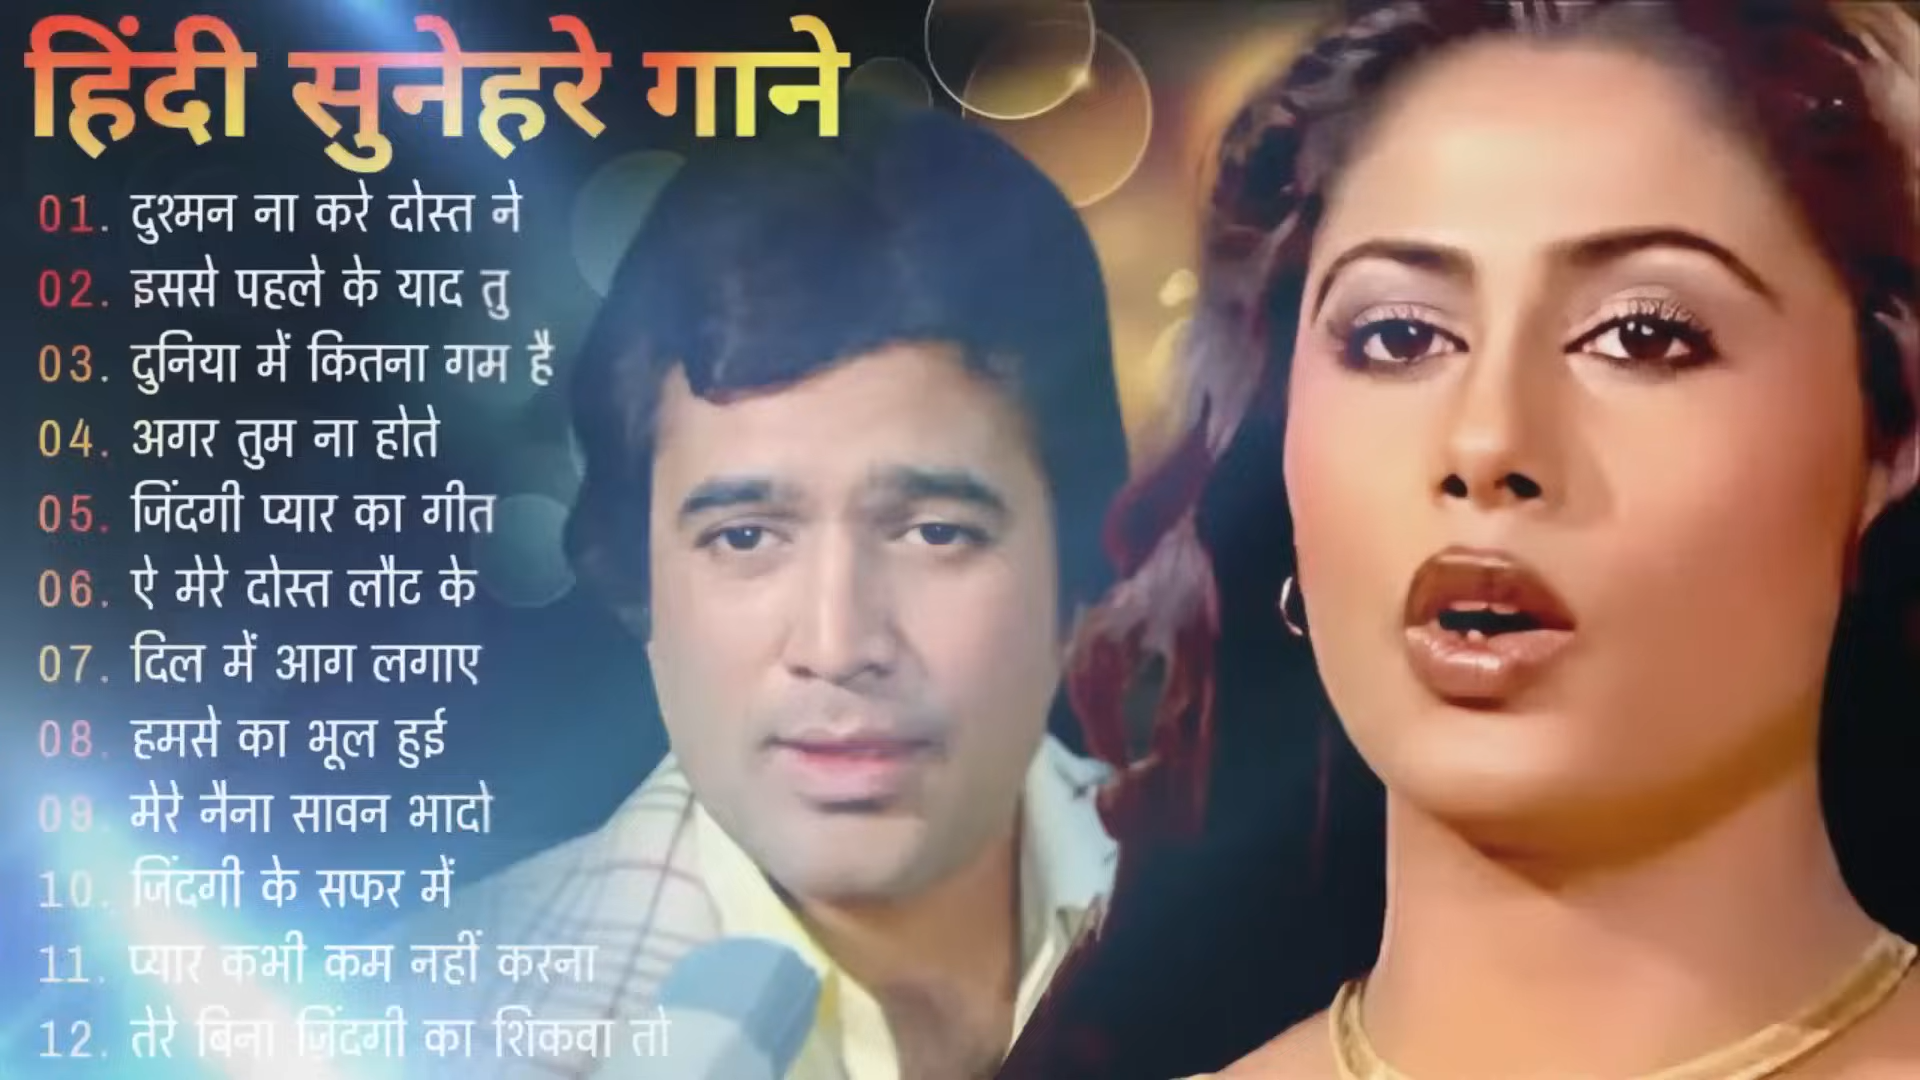 हिंदी सुनेहरे गाने
01. दुश्मन ना करे दोस्त ने
02. इससे पहले के याद तु
03. दुनिया में कितना गम है
04. अगर तुम ना होते
05. जिंदगी प्यार का गीत
06. ऐ मेरे दोस्त लौट के
07. दिल में आग लगाए
08. हमसे का भूल हुई
09. मेरे नैना सावन भादो
10. जिंदगी के सफर में
11. प्यार कभी कम नहीं करना
12. तेरे बिना जिंदगी का शिकवा तो